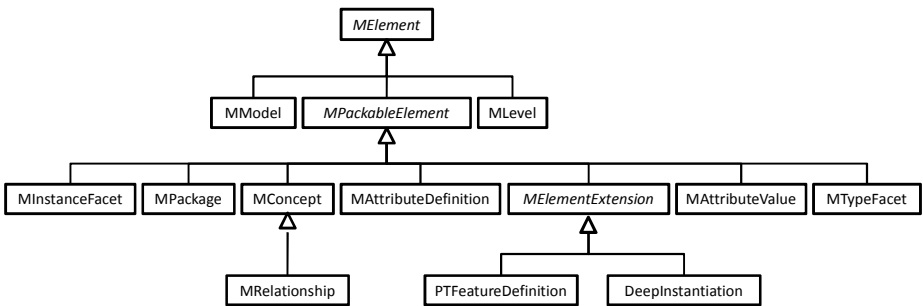 MElement
MModel
MPackableElement
MLevel
MInstanceFacet
MPackage
MConcept
MAttributeDefinition
MElementExtension
MAttributeValue
MTypeFacet
MRelationship
PTFeatureDefinition
DeepInstantiation